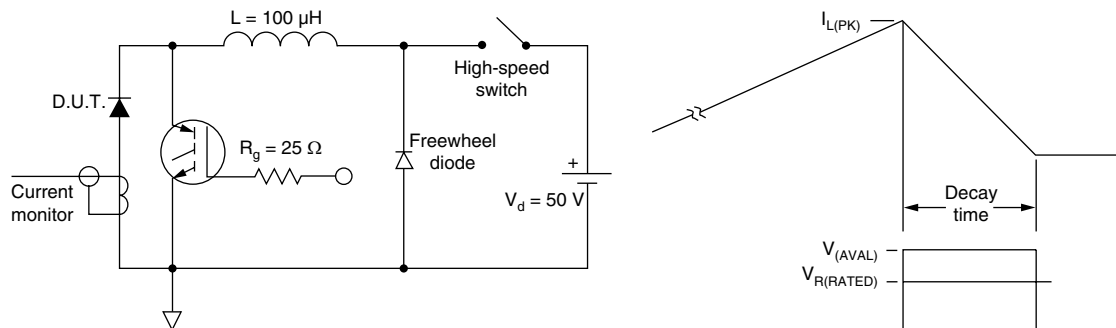 L = 100 µH
High-speed
switch
D.U.T.
R_g = 25 Ω
Freewheel
diode
+
V_d = 50 V
Current
monitor
I_L(PK)
Decay
time
V_(AVAL)
V_R(RATED)